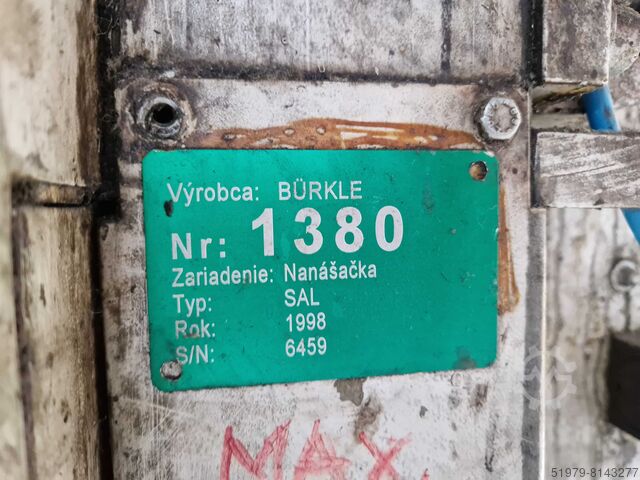 Výrobca: BÜRKLE
Nr: 1380
Zariadenie: Nanášačka
Typ: SAL
Rok: 1998
S/N: 6459
MAX.
51979-8143277